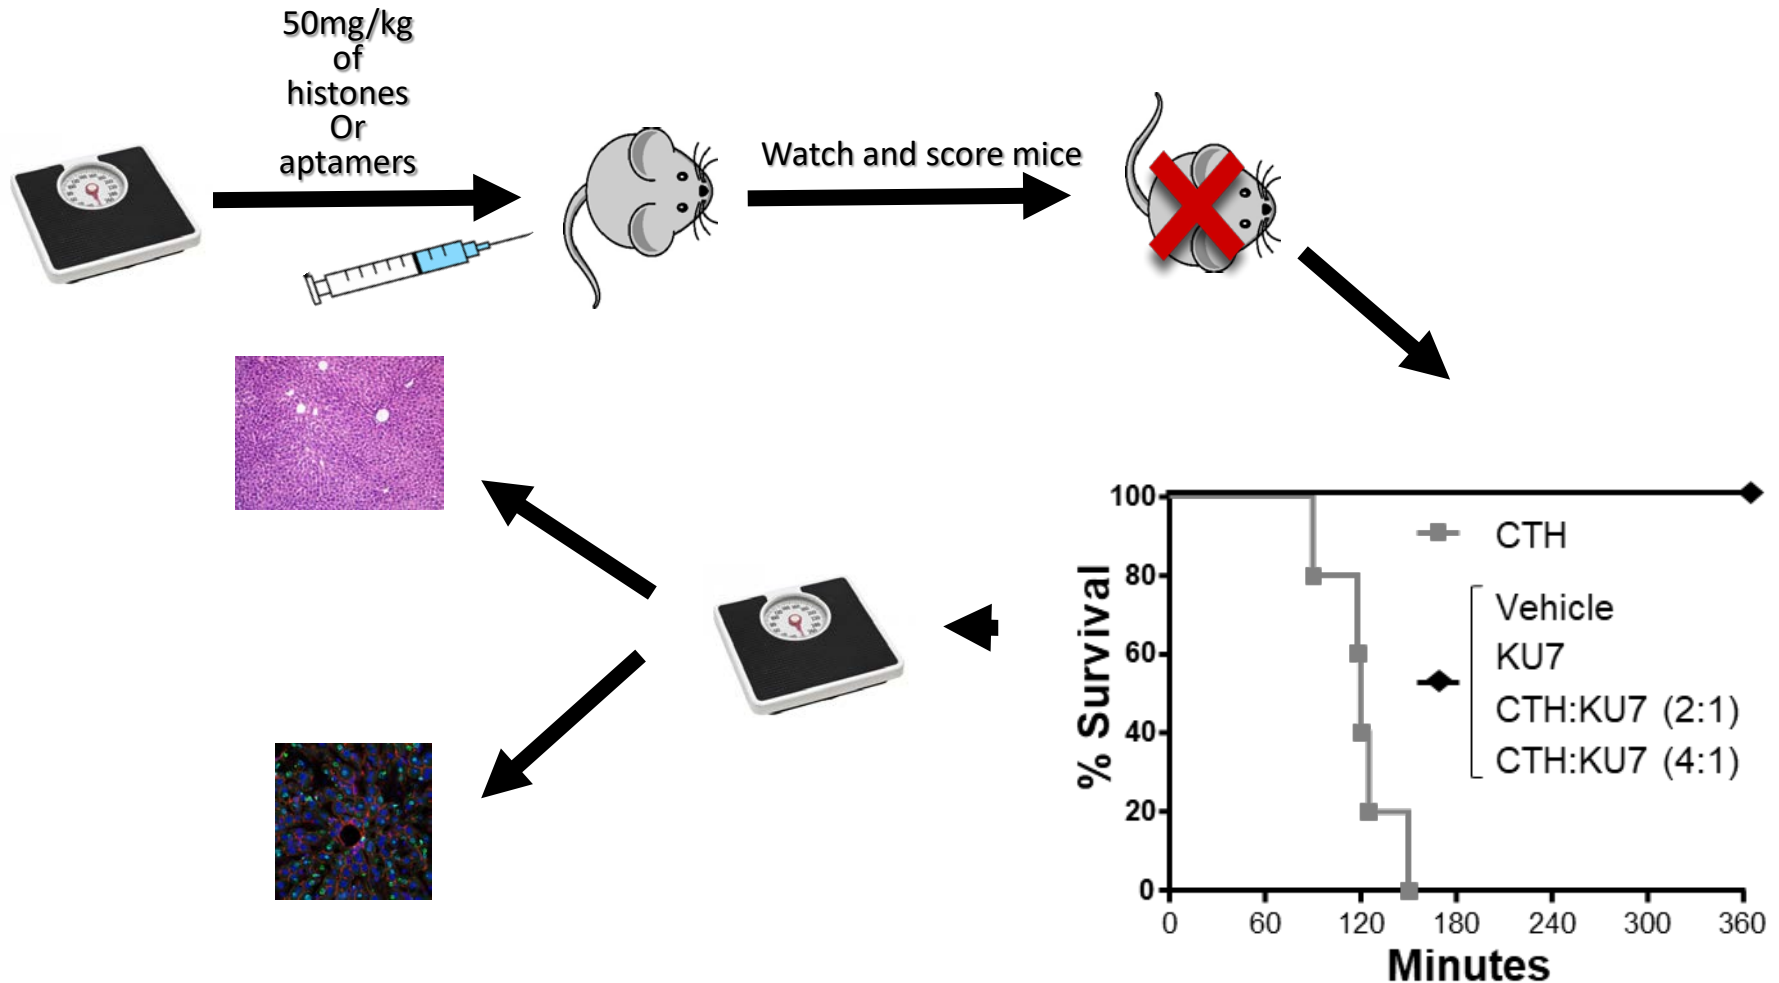 50mg/kg
of
histones
Or
aptamers
Watch and score mice
100
80
60
40
20
0
% Survival
CTH
Vehicle
KU7
CTH:KU7 (2:1)
CTH:KU7 (4:1)
0 60 120 180 240 300 360
Minutes